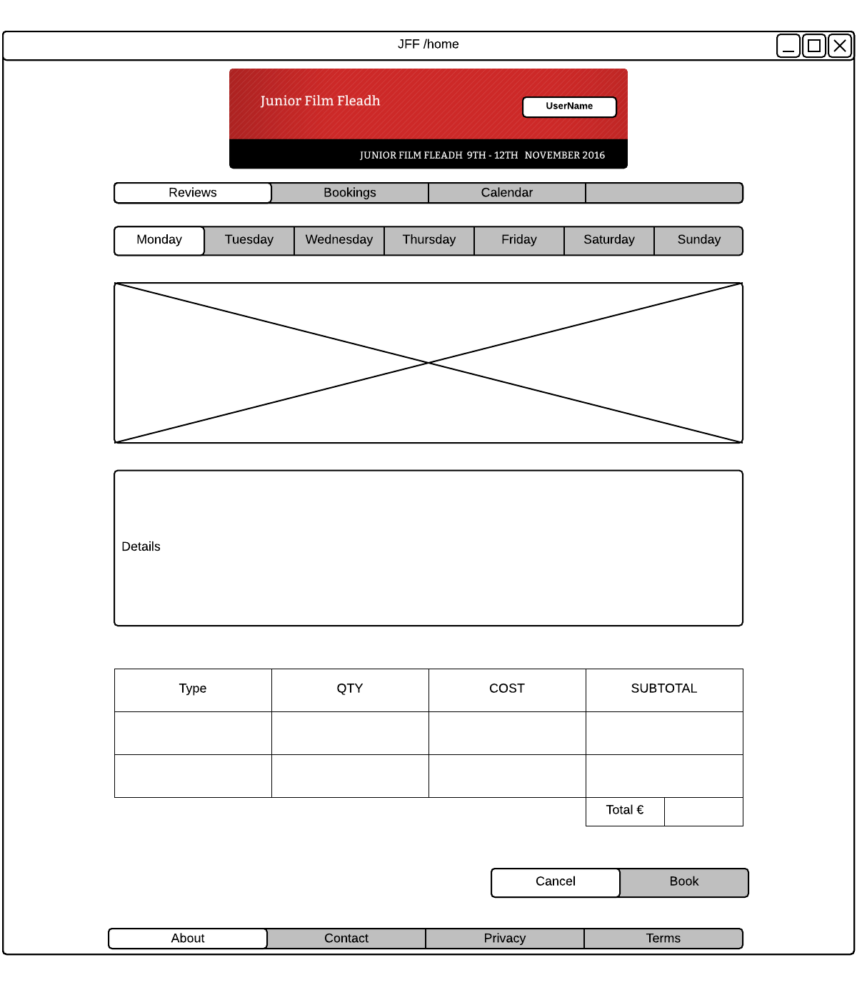 JFF /home
Junior Film Fleadh
UserName
JUNIOR FILM FLEADH 9TH - 12TH NOVEMBER 2016
Reviews Bookings Calendar
Monday Tuesday Wednesday Thursday Friday Saturday Sunday
Details
Type QTY COST SUBTOTAL
Total €
Cancel Book
About Contact Privacy Terms